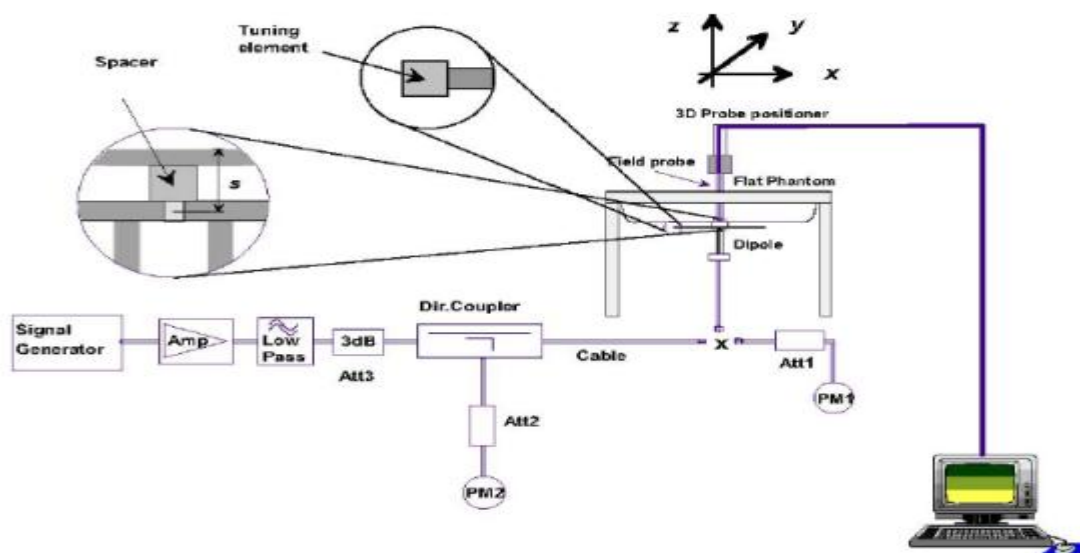 Tuning
element
Spacer
z
y
x
3D Probe positioner
Field probe
Flat Phantom
s
Dipole
Signal
Generator
Amp
Low
Pass
3dB
Att3
Dir.Coupler
Cable
x
Att1
PM1
Att2
PM2